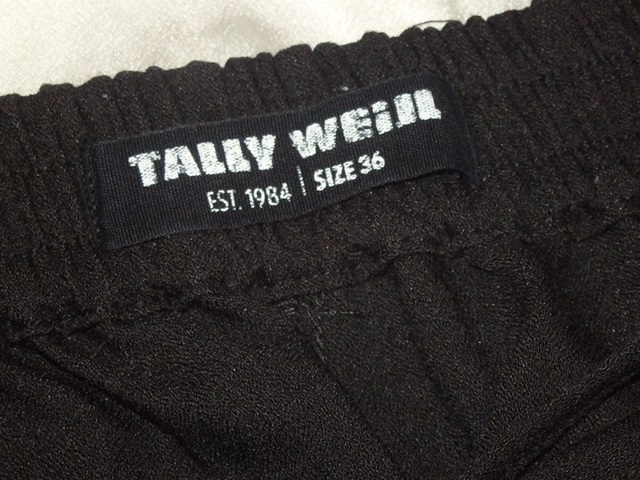 TALLY WEiJL
EST. 1984 | SIZE 36